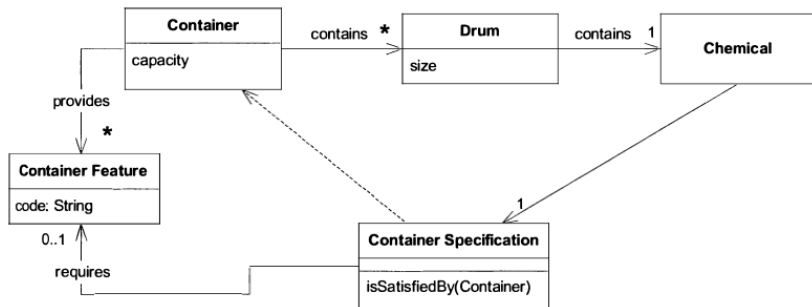 Container
capacity
contains *
Drum
size
contains 1
Chemical
provides
*
Container Feature
code: String
0..1
requires
1
Container Specification
isSatisfiedBy(Container)